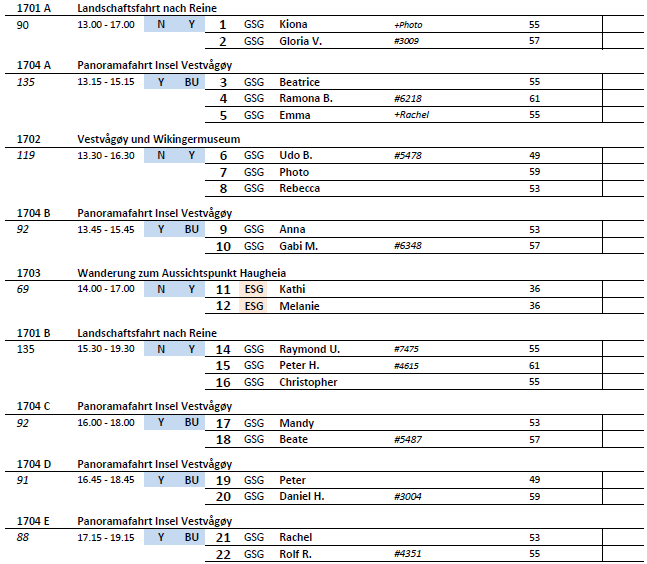 1701 A Landschaftsfahrt nach Reine
90 13.00 - 17.00 N Y 1 GSG Kiona +Photo 55
2 GSG Gloria V. #3009 57
1704 A Panoramafahrt Insel Vestvågøy
135 13.15 - 15.15 Y BU 3 GSG Beatrice 55
4 GSG Ramona B. #6218 61
5 GSG Emma +Rachel 55
1702 Vestvågøy und Wikingermuseum
119 13.30 - 16.30 N Y 6 GSG Udo B. #5478 49
7 GSG Photo 59
8 GSG Rebecca 53
1704 B Panoramafahrt Insel Vestvågøy
92 13.45 - 15.45 Y BU 9 GSG Anna 53
10 GSG Gabi M. #6348 57
1703 Wanderung zum Aussichtspunkt Haugheia
69 14.00 - 17.00 N Y 11 ESG Kathi 36
12 ESG Melanie 36
1701 B Landschaftsfahrt nach Reine
135 15.30 - 19.30 N Y 14 GSG Raymond U. #7475 55
15 GSG Peter H. #4615 61
16 GSG Christopher 55
1704 C Panoramafahrt Insel Vestvågøy
92 16.00 - 18.00 Y BU 17 GSG Mandy 53
18 GSG Beate #5487 57
1704 D Panoramafahrt Insel Vestvågøy
91 16.45 - 18.45 Y BU 19 GSG Peter 49
20 GSG Daniel H. #3004 59
1704 E Panoramafahrt Insel Vestvågøy
88 17.15 - 19.15 Y BU 21 GSG Rachel 53
22 GSG Rolf R. #4351 55